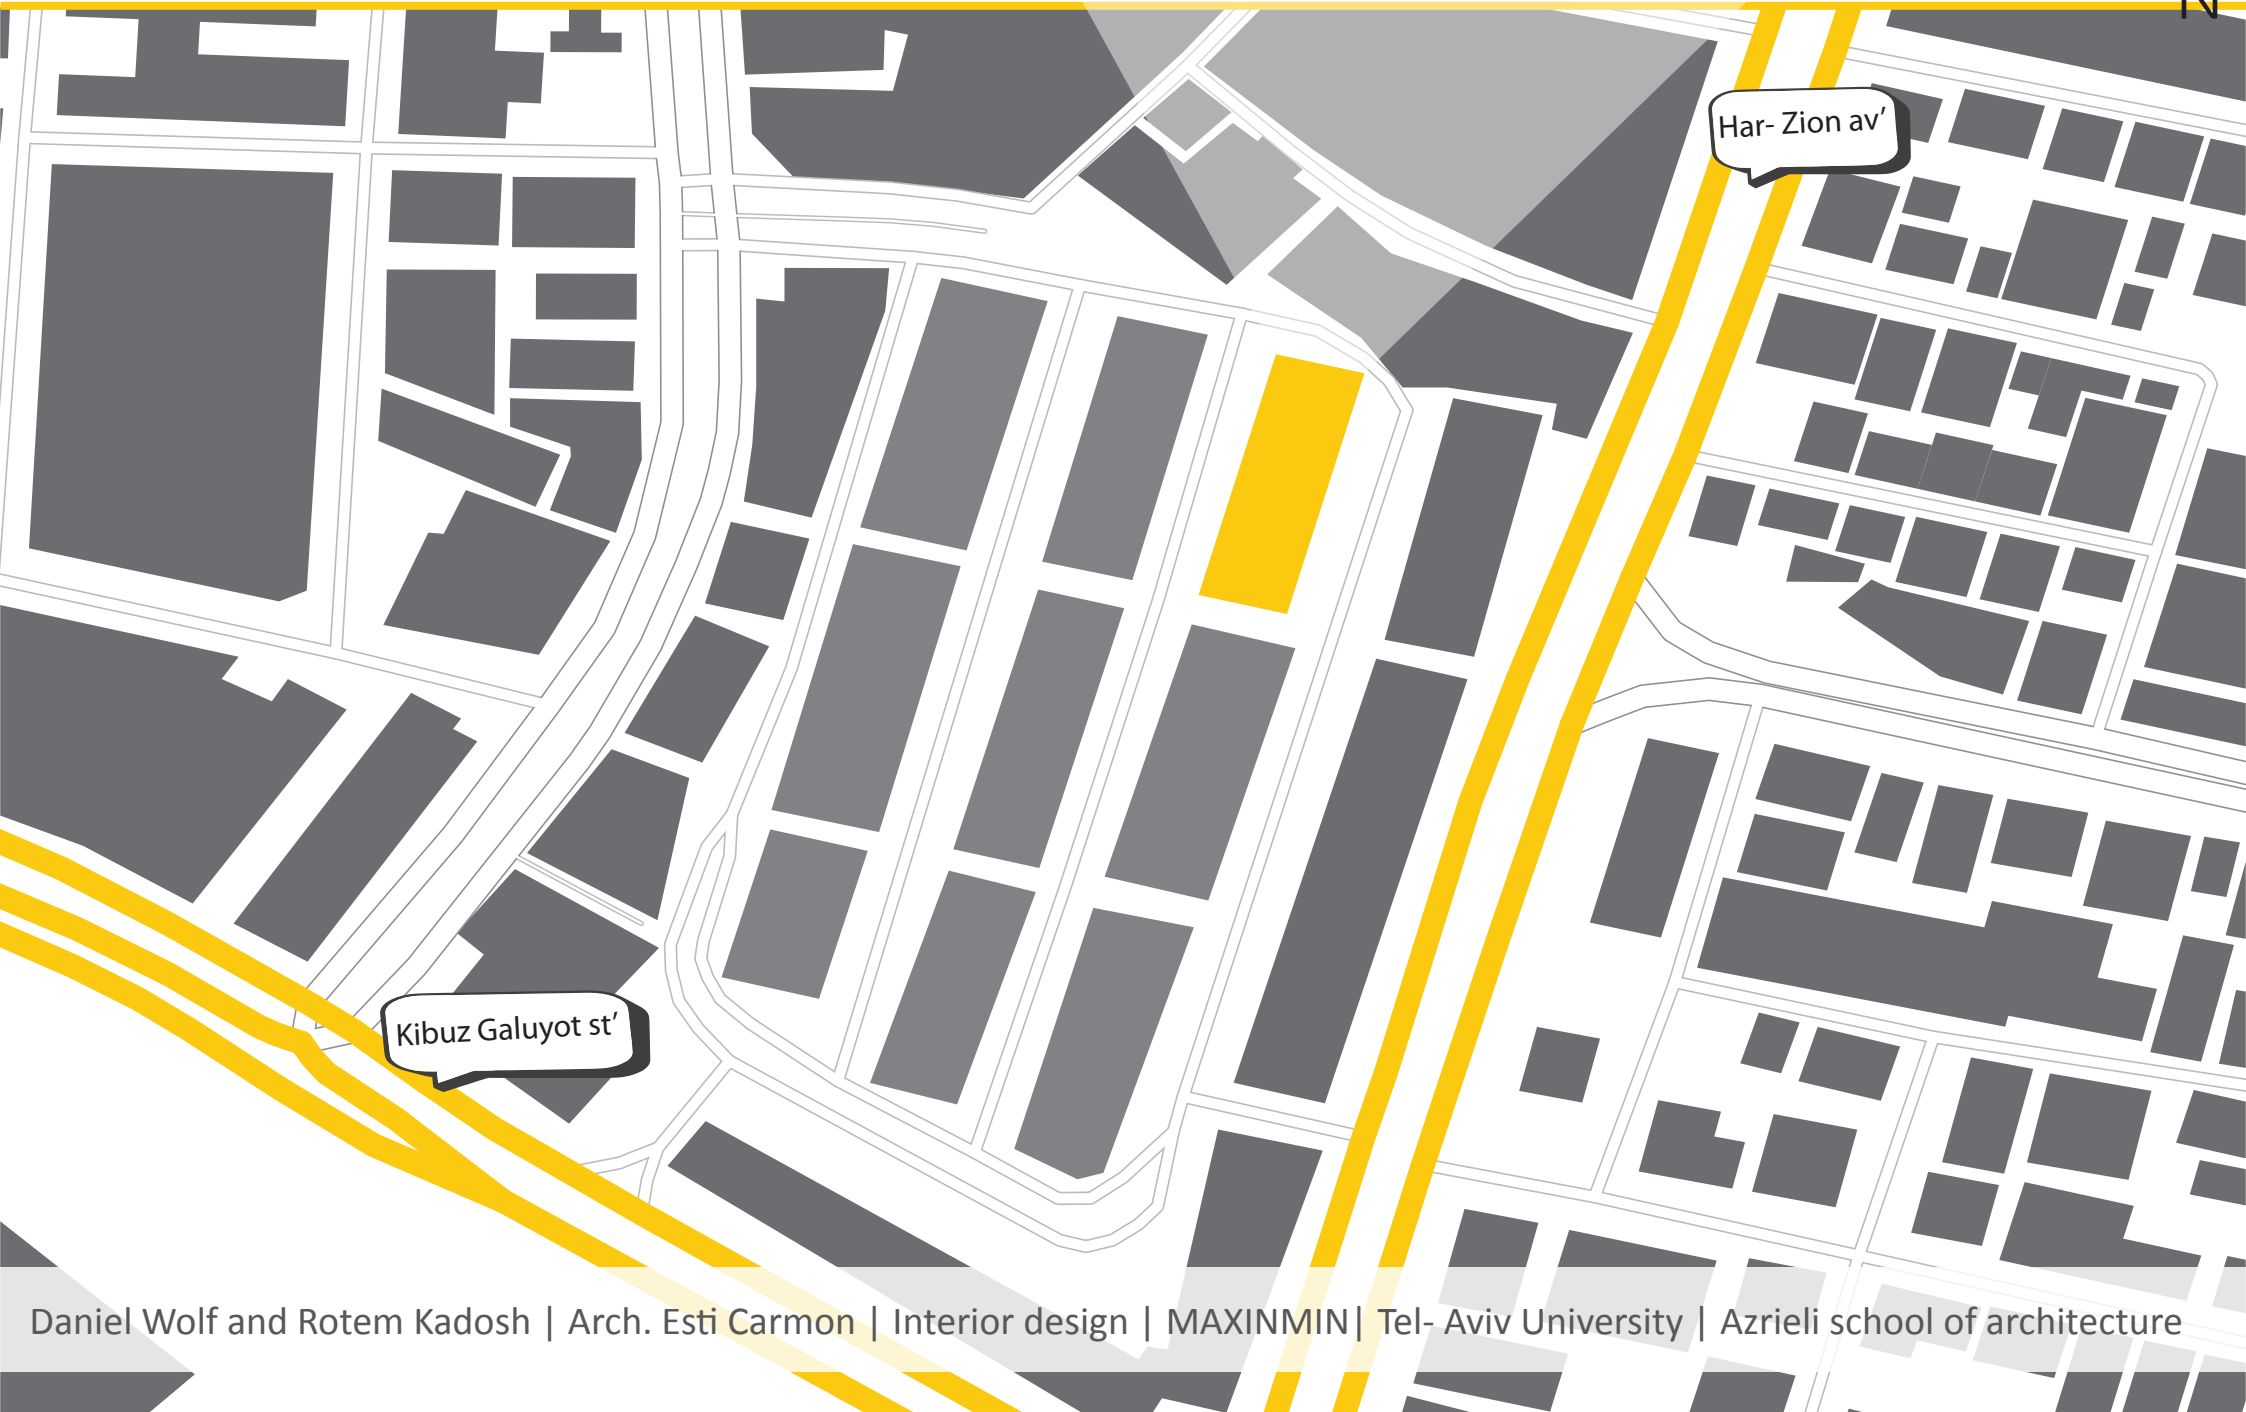 N
Har- Zion av’
Kibuz Galuyot st’
Daniel Wolf and Rotem Kadosh | Arch. Esti Carmon | Interior design | MAXINMIN| Tel- Aviv University | Azrieli school of architecture